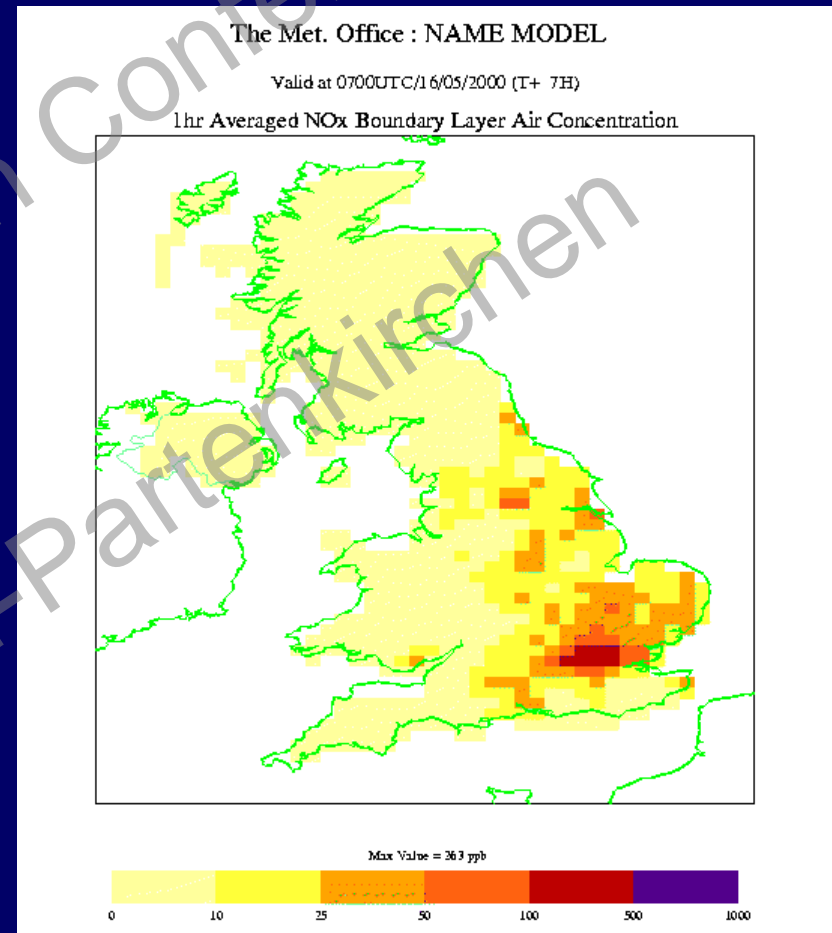 The Met. Office : NAME MODEL
Valid at 0700UTC/16/05/2000 (T+ 7H)
1hr Averaged NOx Boundary Layer Air Concentration
Max Value = 263 ppb
0 10 25 50 100 500 1000
-Partenkirchen